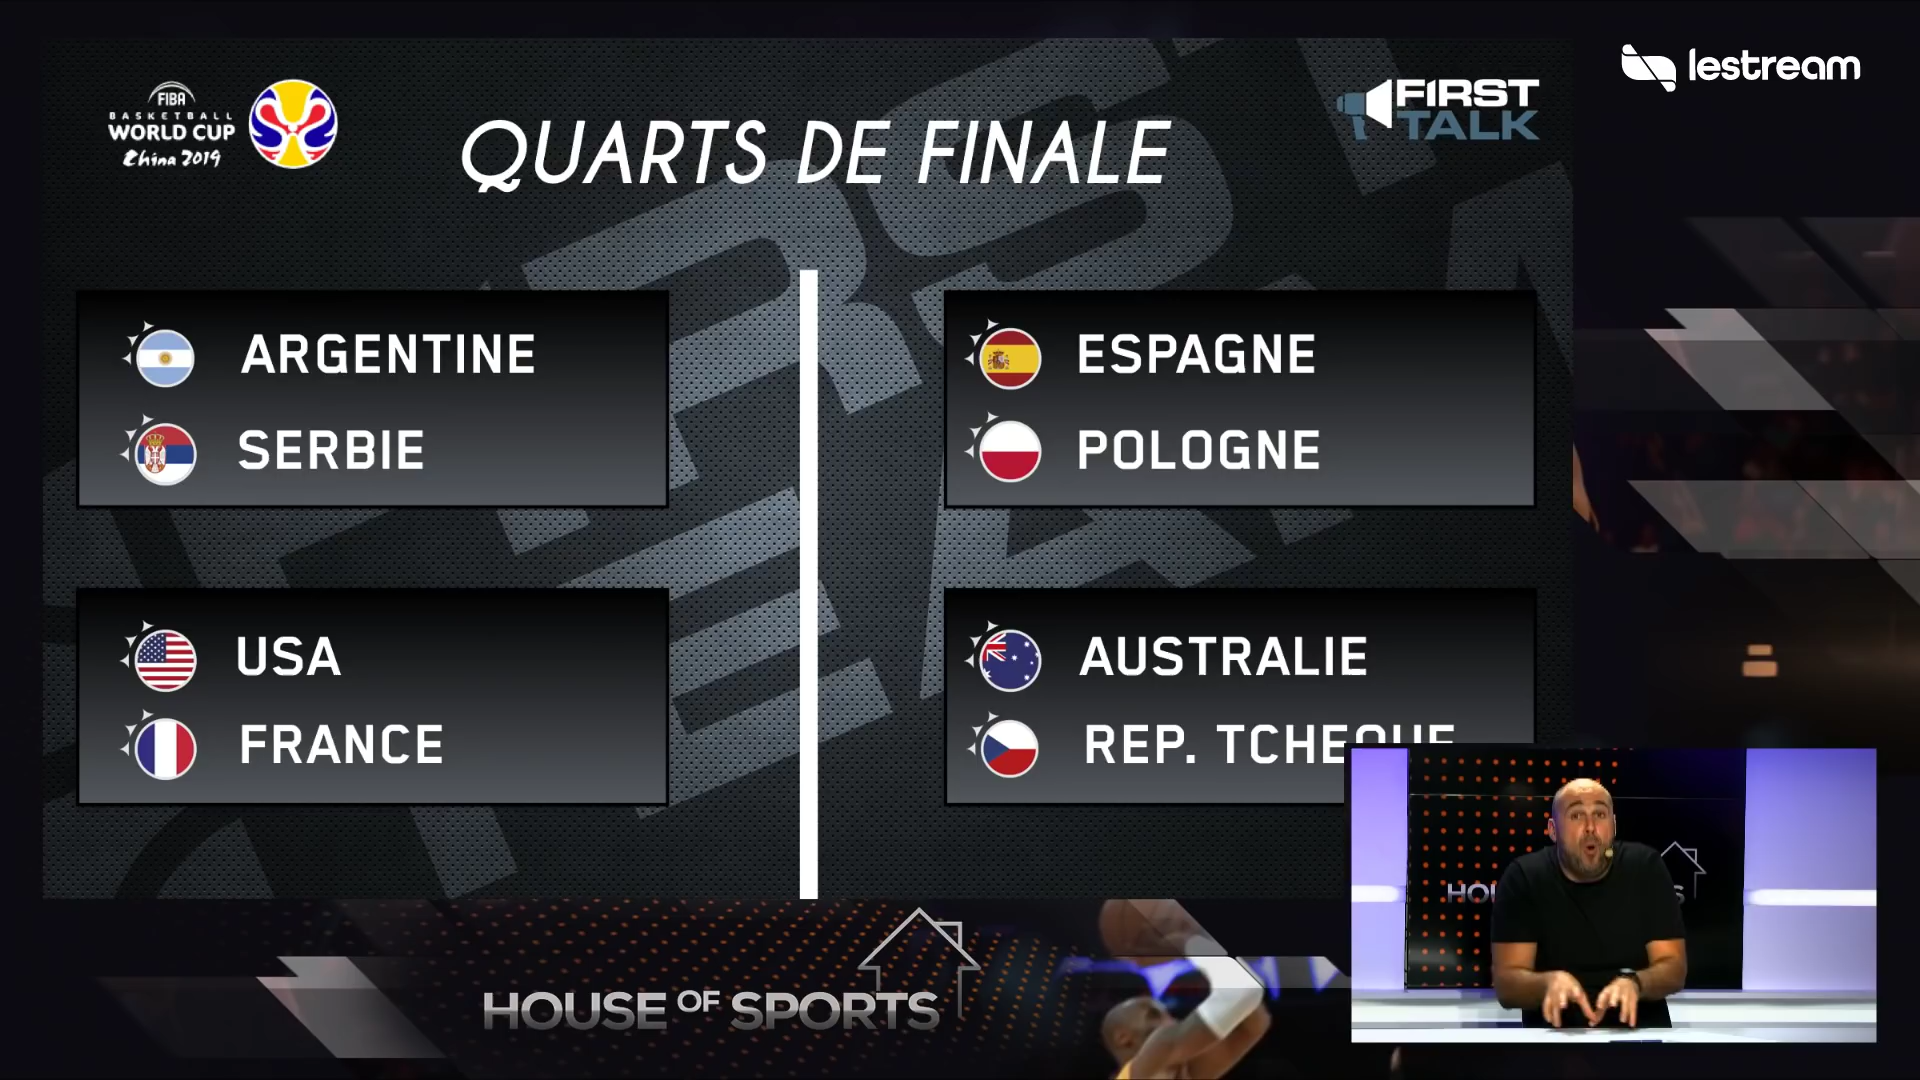 FIBA
BASKETBALL
WORLD CUP
China 2019
QUARTS DE FINALE
FIRST
TALK
lestream
ARGENTINE
SERBIE
USA
FRANCE
ESPAGNE
POLOGNE
AUSTRALIE
REP. TCHEQUE
HOUSE OF SPORTS